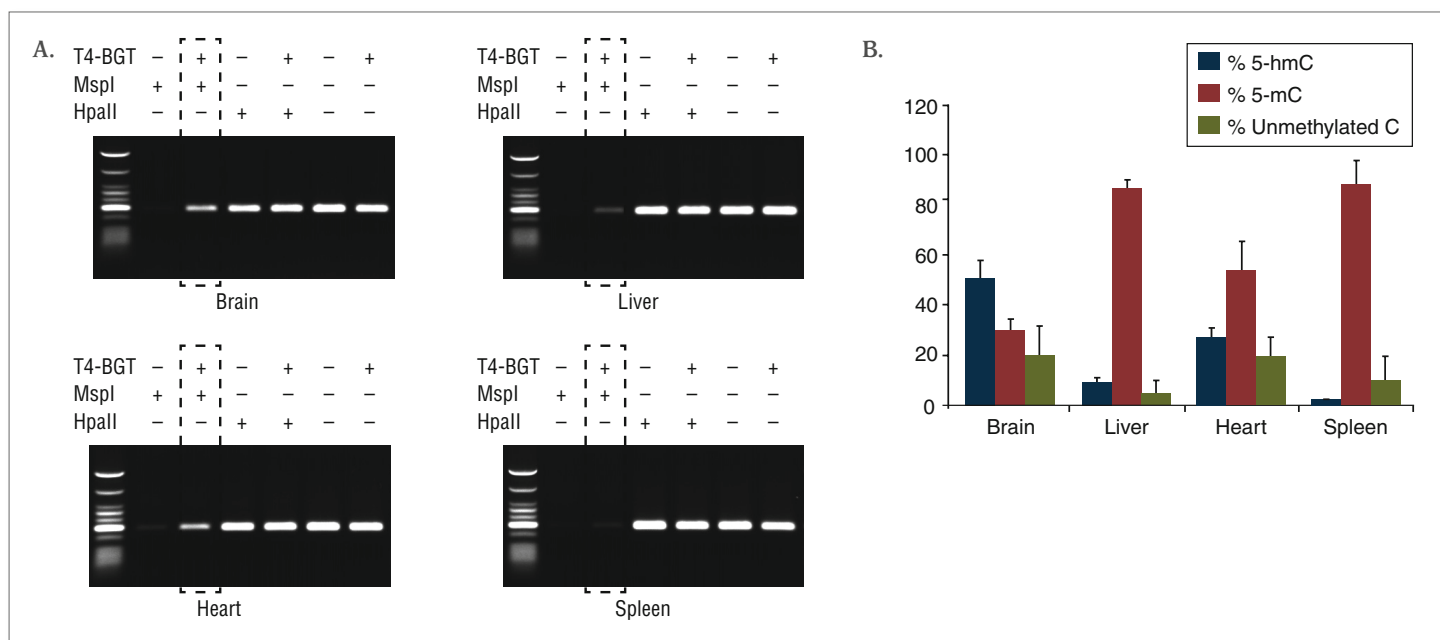 A.
T4-BGT – + – + – +
MspI + + – – – –
HpaII – – + + – –
Brain
T4-BGT – + – + – +
MspI + + – – – –
HpaII – – + + – –
Liver
T4-BGT – + – + – +
MspI + + – – – –
HpaII – – + + – –
Heart
T4-BGT – + – + – +
MspI + + – – – –
HpaII – – + + – –
Spleen
B.
% 5-hmC
% 5-mC
% Unmethylated C
120
100
80
60
40
20
0
Brain Liver Heart Spleen